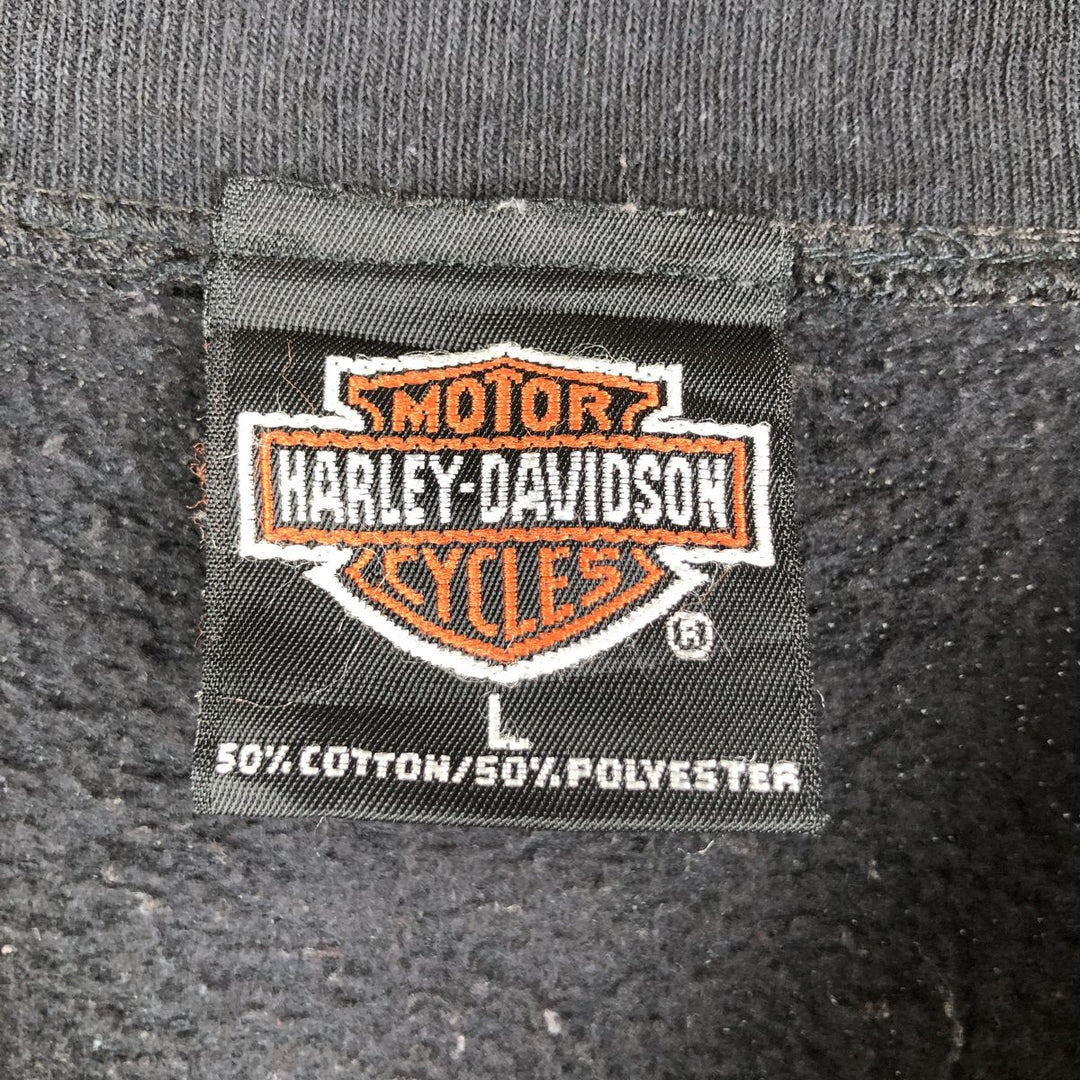 MOTOR
HARLEY-DAVIDSON
CYCLES
®
L
50% COTTON/50% POLYESTER